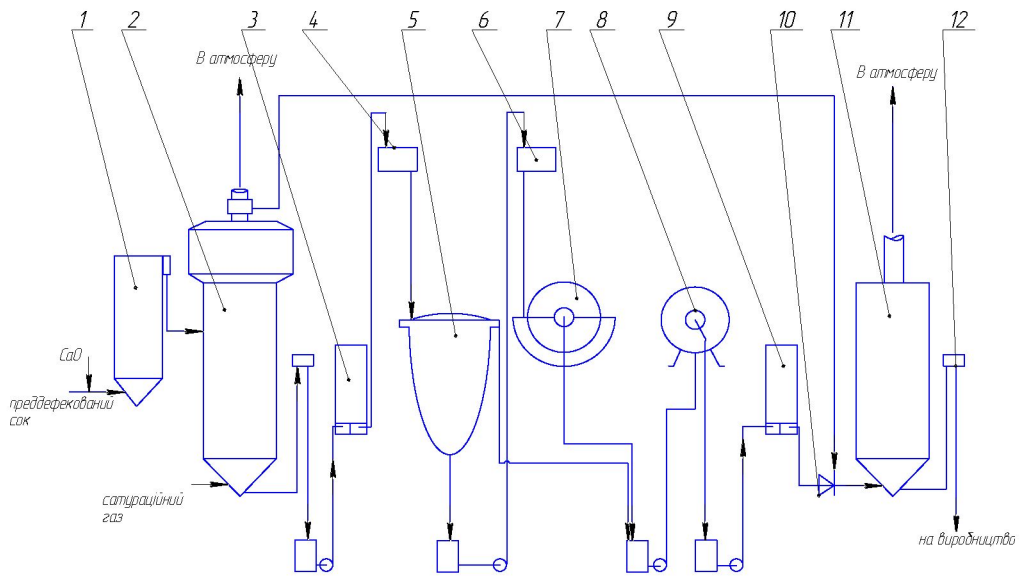 1 2 3 4 5 6 7 8 9 10 11 12
В атмосферу
В атмосферу
CaO
преддефекований
сок
сатураційний
газ
на виробництво